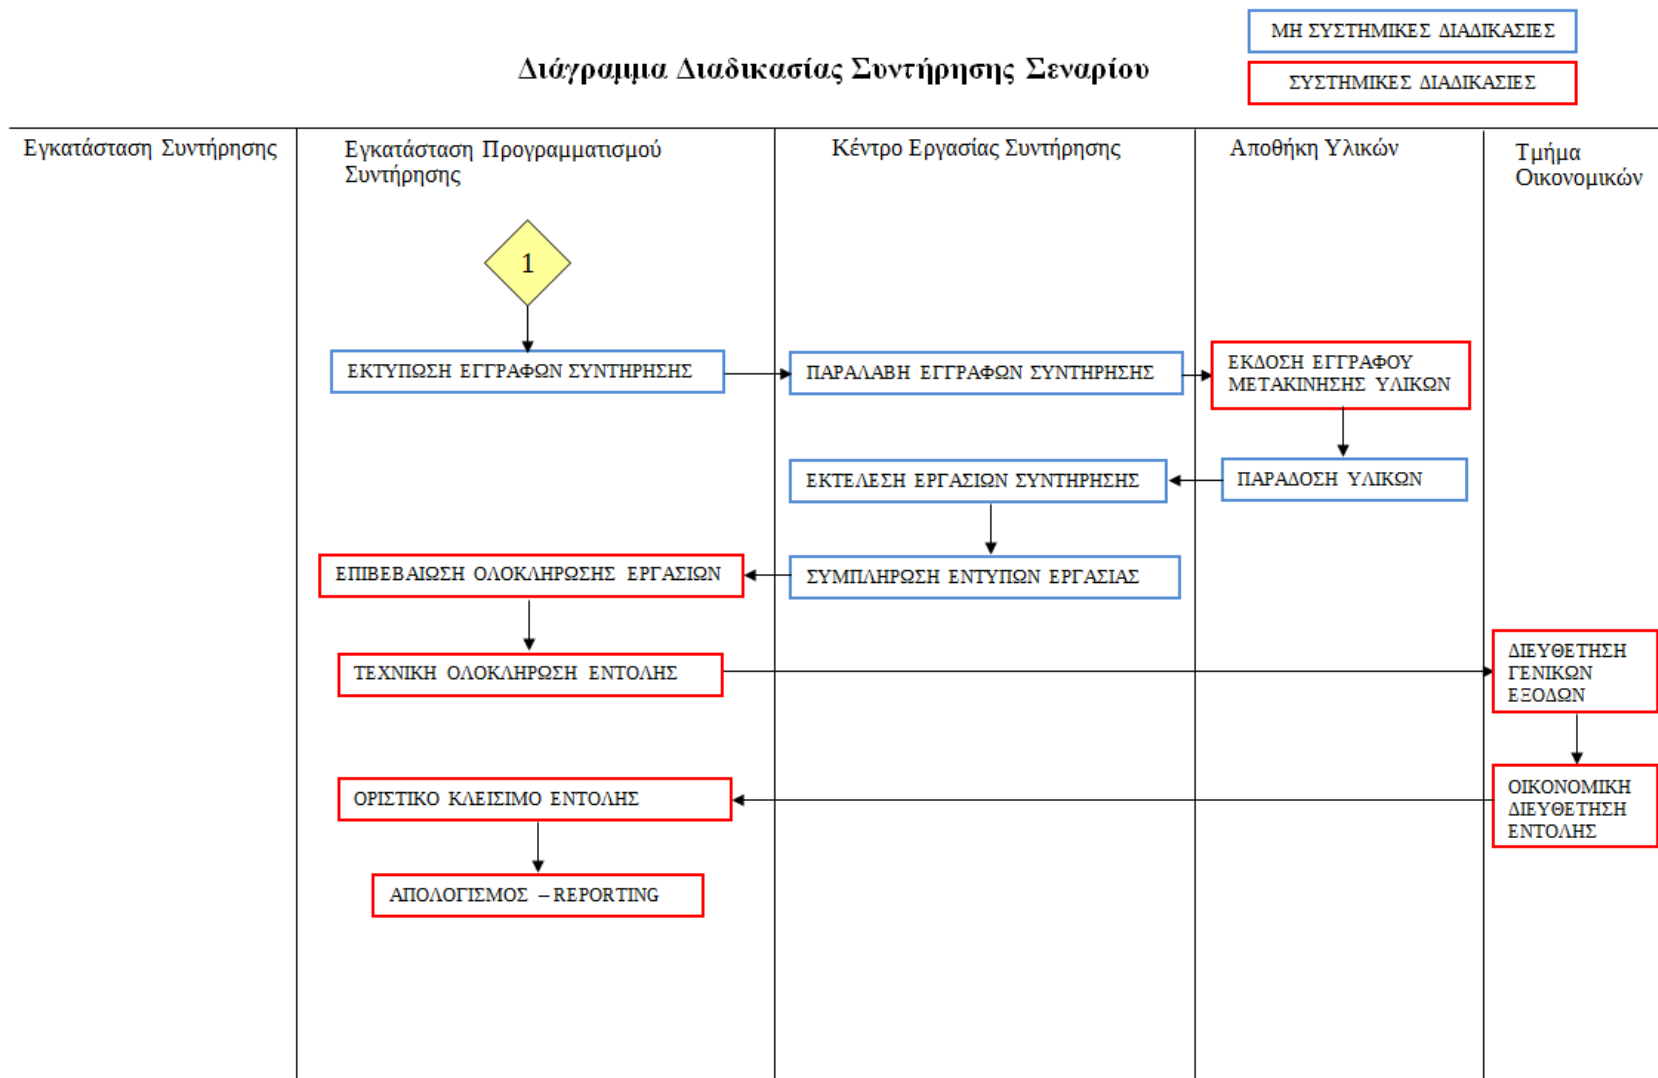 ΜΗ ΣΥΣΤΗΜΙΚΕΣ ΔΙΑΔΙΚΑΣΙΕΣ
Διάγραμμα Διαδικασίας Συντήρησης Σεναρίου
ΣΥΣΤΗΜΙΚΕΣ ΔΙΑΔΙΚΑΣΙΕΣ
Εγκατάσταση Συντήρησης
Εγκατάσταση Προγραμματισμού
Συντήρησης
Κέντρο Εργασίας Συντήρησης
Αποθήκη Υλικών
Τμήμα
Οικονομικών
1
ΕΚΤΥΠΩΣΗ ΕΓΓΡΑΦΩΝ ΣΥΝΤΗΡΗΣΗΣ
ΠΑΡΑΛΑΒΗ ΕΓΓΡΑΦΩΝ ΣΥΝΤΗΡΗΣΗΣ
ΕΚΔΟΣΗ ΕΓΓΡΑΦΟΥ
ΜΕΤΑΚΙΝΗΣΗΣ ΥΛΙΚΩΝ
ΕΚΤΕΛΕΣΗ ΕΡΓΑΣΙΩΝ ΣΥΝΤΗΡΗΣΗΣ
ΠΑΡΑΔΟΣΗ ΥΛΙΚΩΝ
ΕΠΙΒΕΒΑΙΩΣΗ ΟΛΟΚΛΗΡΩΣΗΣ ΕΡΓΑΣΙΩΝ
ΣΥΜΠΛΗΡΩΣΗ ΕΝΤΥΠΩΝ ΕΡΓΑΣΙΑΣ
ΤΕΧΝΙΚΗ ΟΛΟΚΛΗΡΩΣΗ ΕΝΤΟΛΗΣ
ΔΙΕΥΘΕΤΗΣΗ
ΓΕΝΙΚΩΝ
ΕΞΟΔΩΝ
ΟΡΙΣΤΙΚΟ ΚΛΕΙΣΙΜΟ ΕΝΤΟΛΗΣ
ΟΙΚΟΝΟΜΙΚΗ
ΔΙΕΥΘΕΤΗΣΗ
ΕΝΤΟΛΗΣ
ΑΠΟΛΟΓΙΣΜΟΣ – REPORTING